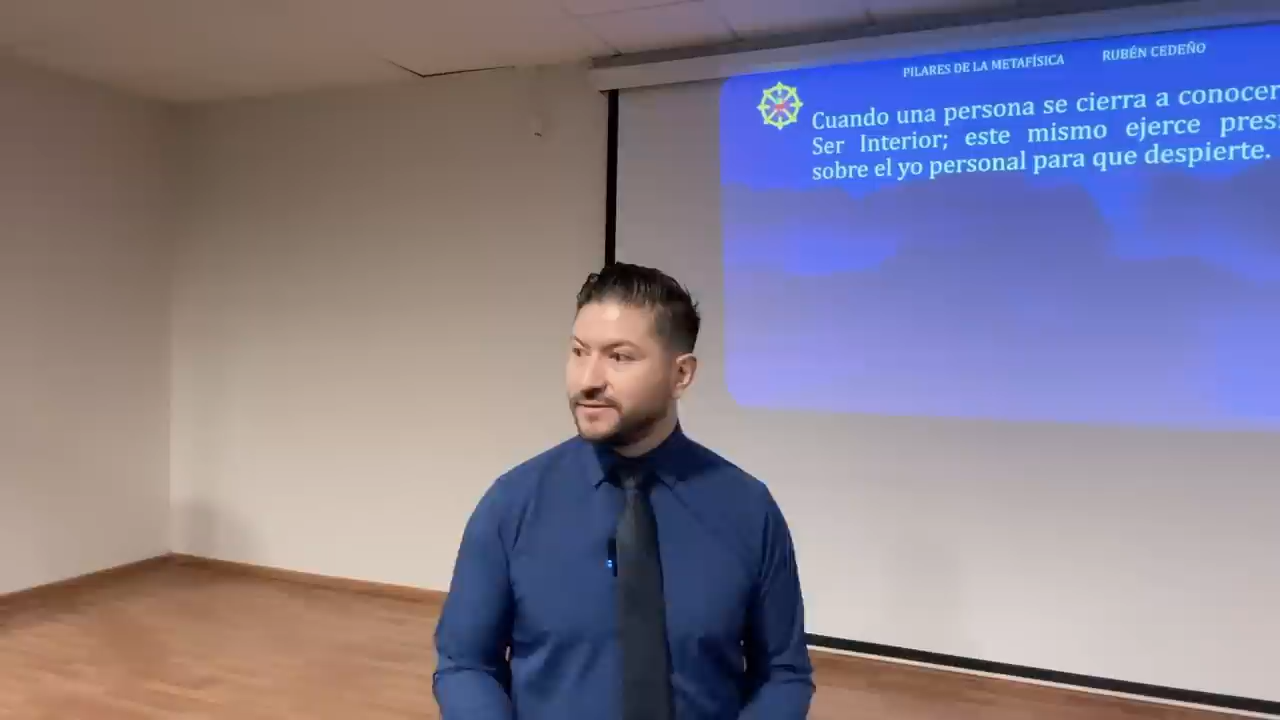 PILARES DE LA METAFÍSICA RUBÉN CEDEÑO
Cuando una persona se cierra a conocer
Ser Interior; este mismo ejerce pres
sobre el yo personal para que despierte.